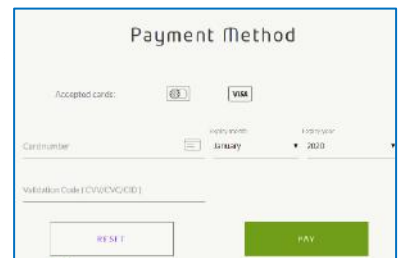 Payment Method
Accepted cards: VISA
Expiry month Expiry year
Card number January 2020
Validation Code ( CVV/CVC/CID )
RESET PAY